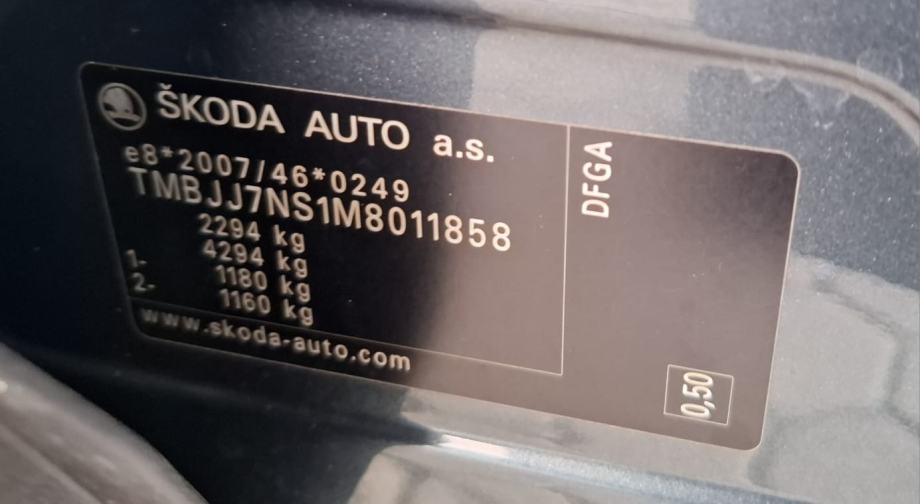 ŠKODA AUTO a.s.
e8*2007/46*0249
TMBJJ7NS1M8011858
2294 kg
4294 kg
1- 1180 kg
2- 1160 kg
www.skoda-auto.com
DFGA
0,50